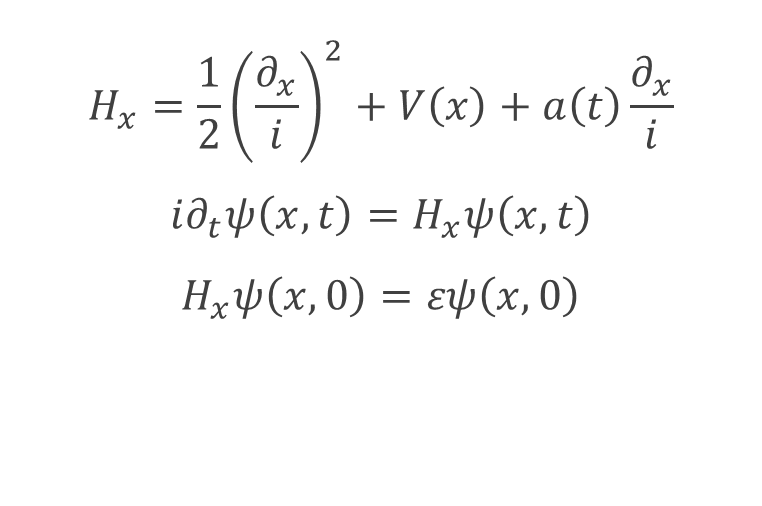 H_x = \frac{1}{2}\left(\frac{\partial_x}{i}\right)^2 + V(x) + a(t)\frac{\partial_x}{i}
i\partial_t\psi(x,t) = H_x\psi(x,t)
H_x\psi(x,0) = \varepsilon\psi(x,0)